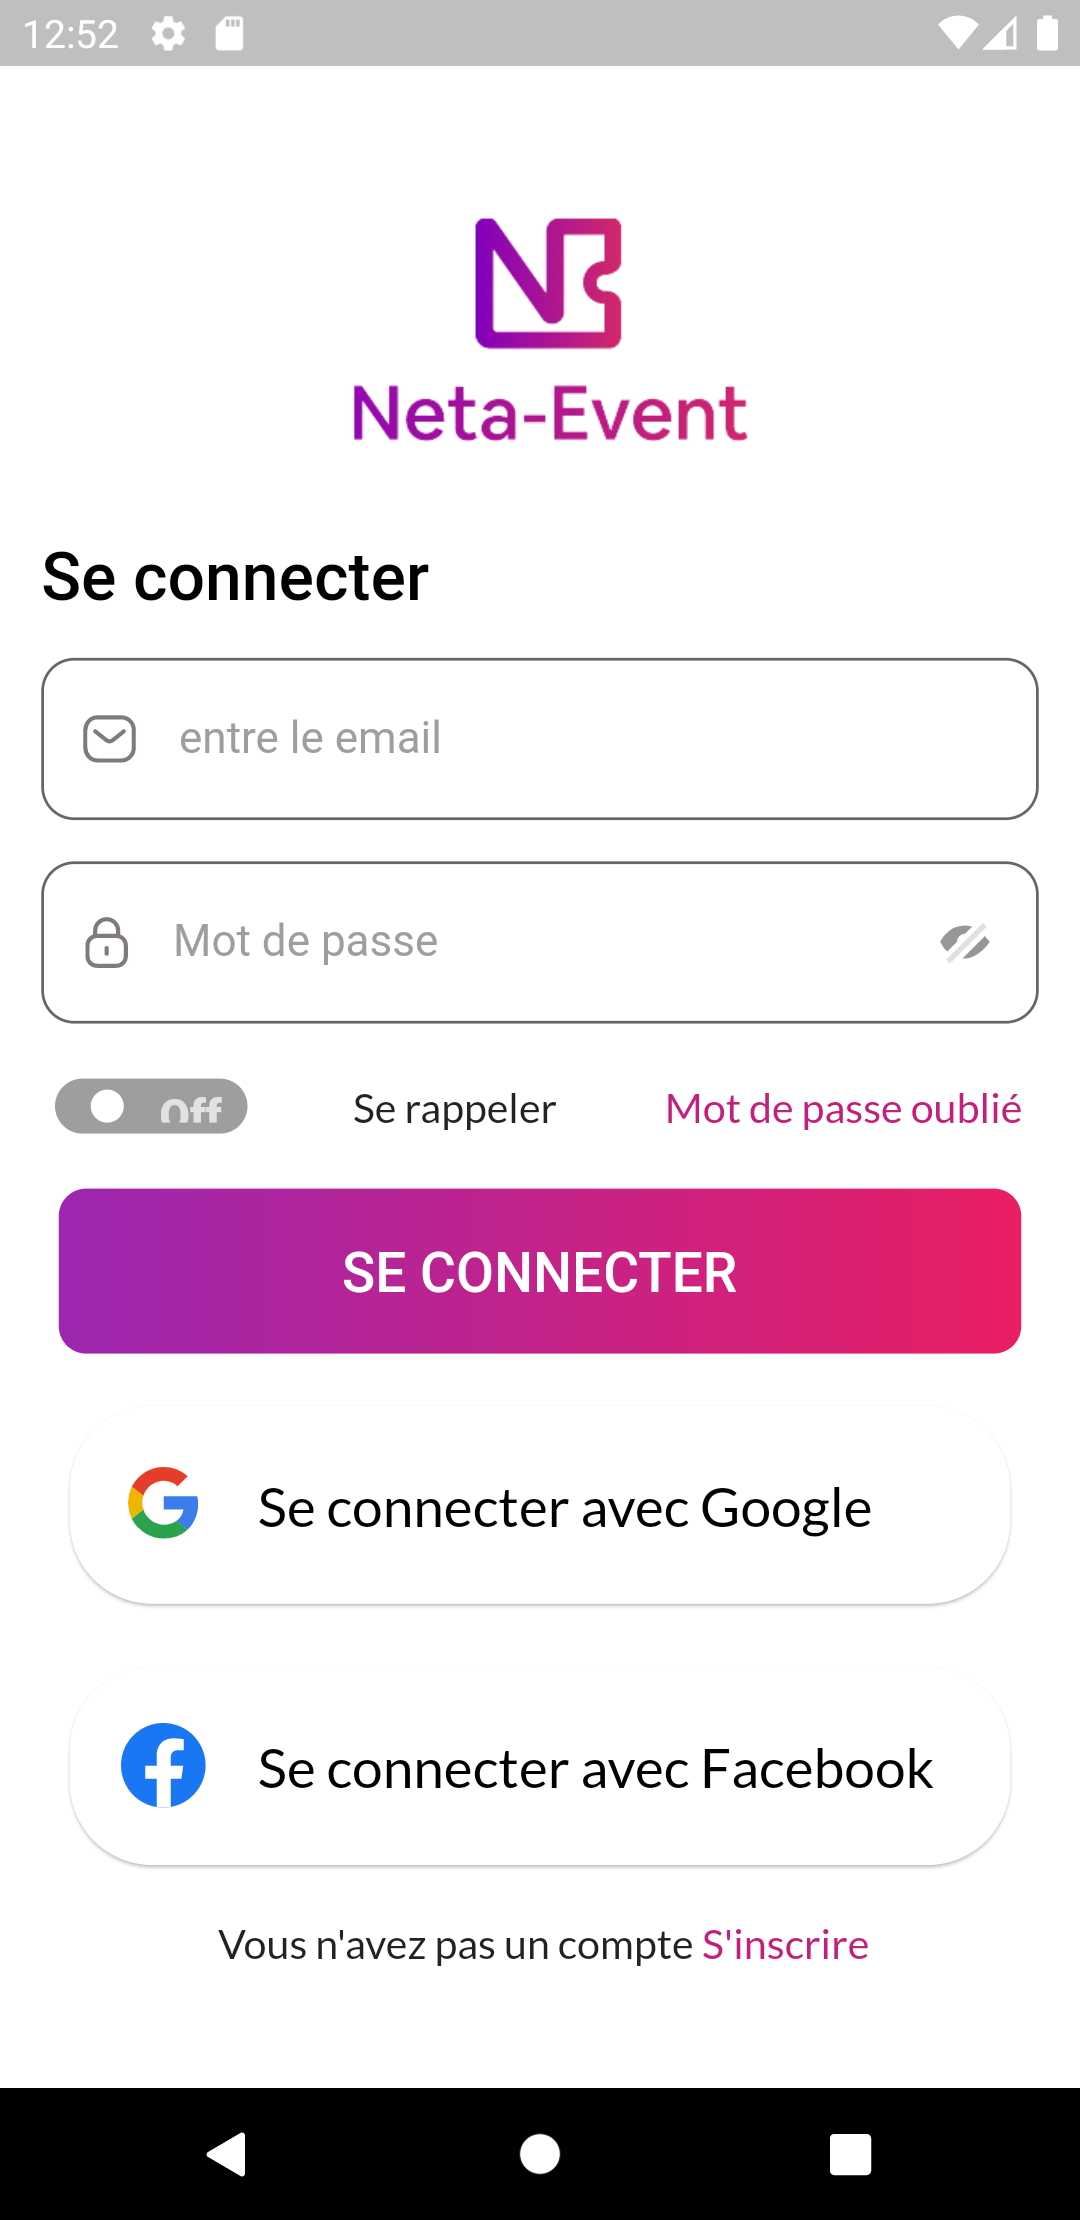 12:52
Neta-Event
Se connecter
entre le email
Mot de passe
Off Se rappeler Mot de passe oublié
SE CONNECTER
Se connecter avec Google
Se connecter avec Facebook
Vous n'avez pas un compte S'inscrire